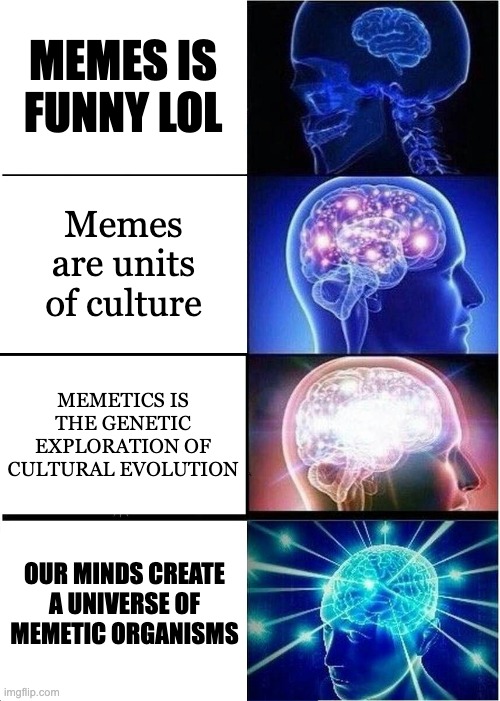 MEMES IS
FUNNY LOL
Memes
are units
of culture
MEMETICS IS
THE GENETIC
EXPLORATION OF
CULTURAL EVOLUTION
OUR MINDS CREATE
A UNIVERSE OF
MEMETIC ORGANISMS
imgflip.com